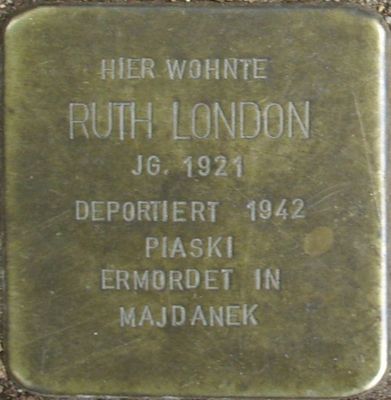 HIER WOHNTE
RUTH LONDON
JG. 1921
DEPORTIERT 1942
PIASKI
ERMORDET IN
MAJDANEK